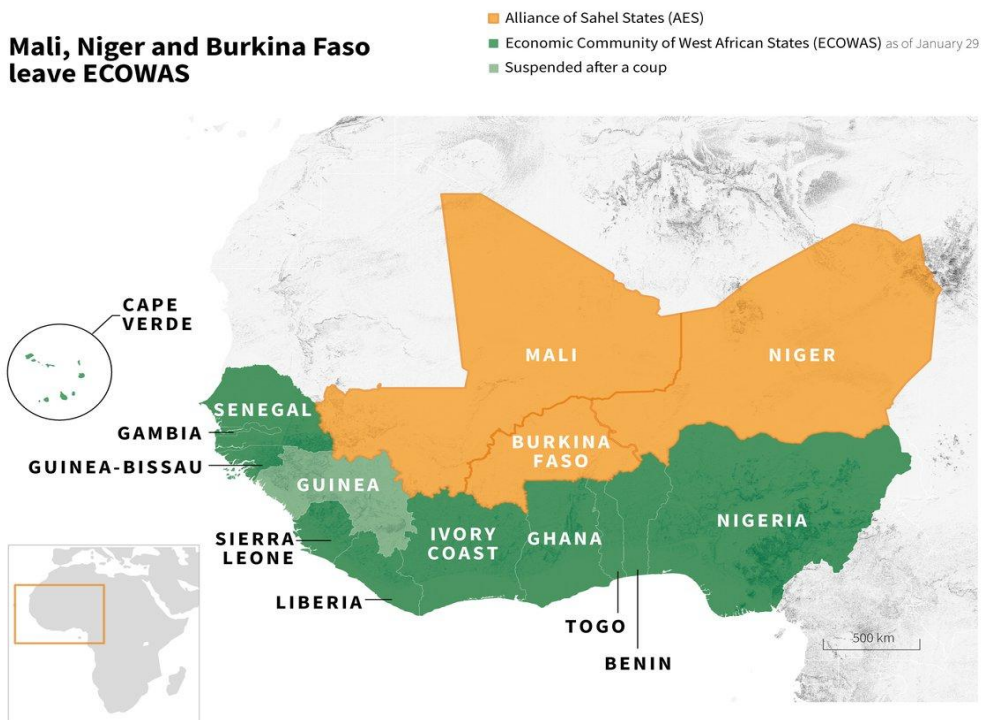 Mali, Niger and Burkina Faso
leave ECOWAS
Alliance of Sahel States (AES)
Economic Community of West African States (ECOWAS) as of January 29
Suspended after a coup
CAPE
VERDE
MALI
NIGER
SENEGAL
GAMBIA
BURKINA
FASO
GUINEA-BISSAU
GUINEA
SIERRA
LEONE
IVORY
COAST
GHANA
NIGERIA
LIBERIA
TOGO
BENIN
500 km